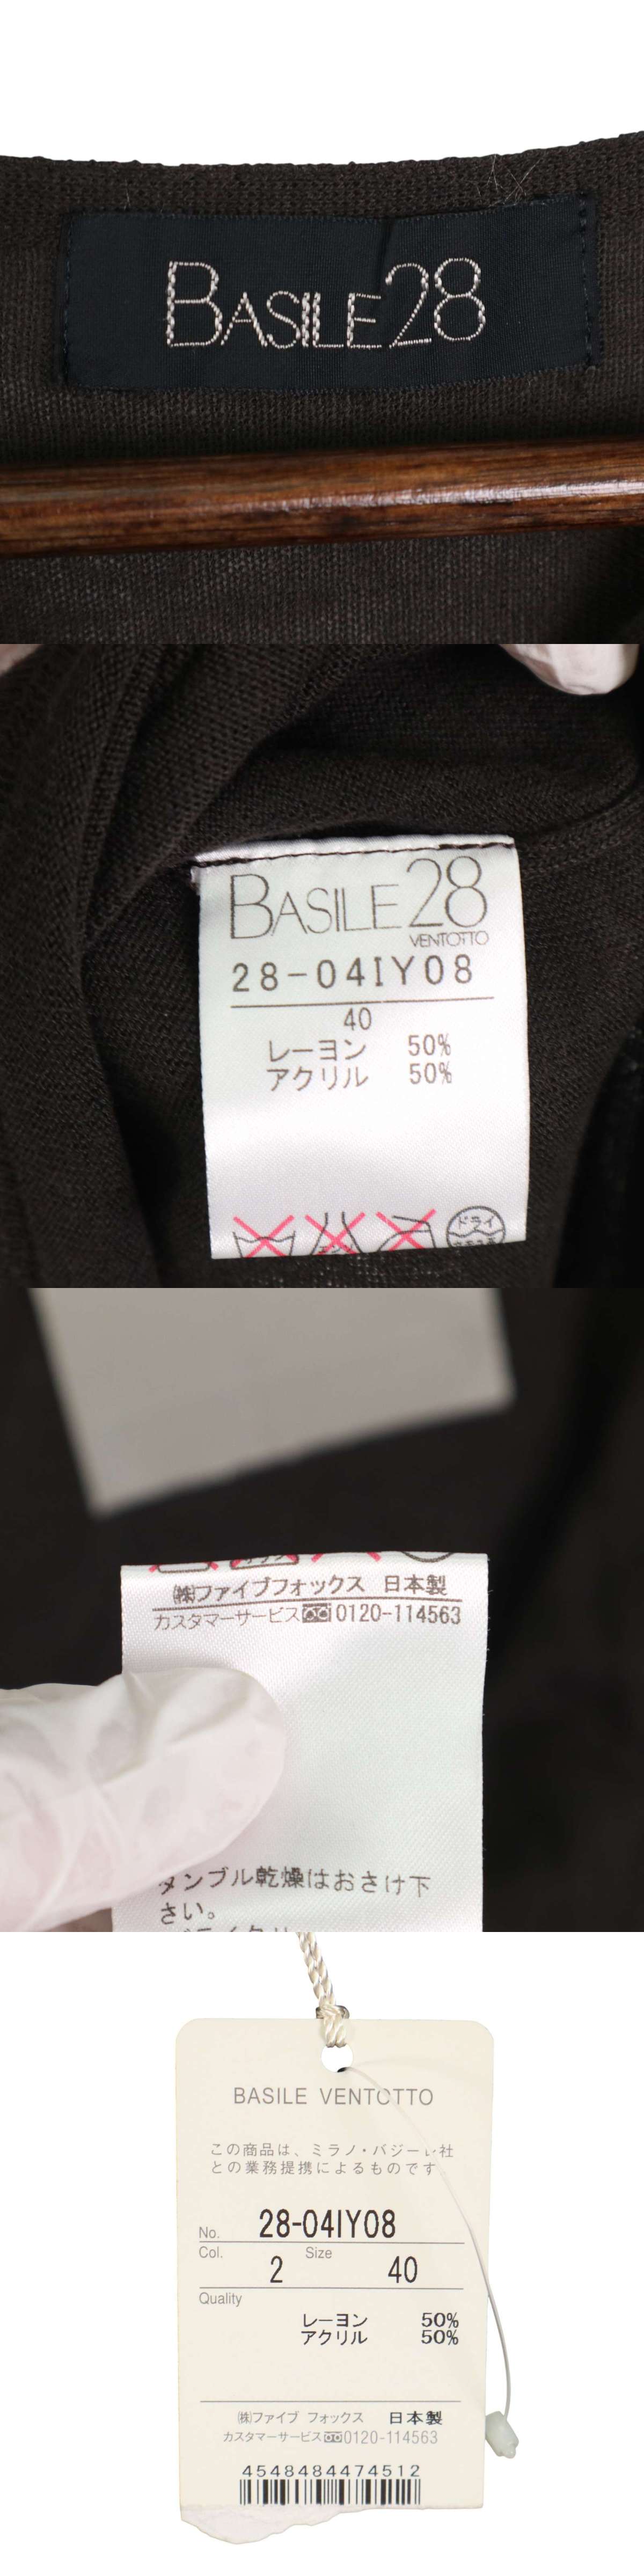 BASILE28
BASILE28
VENTOTTO
28-04IY08
40
レーヨン 50%
アクリル 50%
ドライ
㈱ファイブフォックス 日本製
カスタマーサービス 0120-114563
タンブル乾燥はおさけ下
さい。
BASILE VENTOTTO
この商品は、ミラノ・バジーレ社
との業務提携によるものです
No. 28-04IY08
Col. 2 Size 40
Quality
レーヨン 50%
アクリル 50%
㈱ファイブ フォックス 日本製
カスタマーサービス 0120-114563
4548484474512